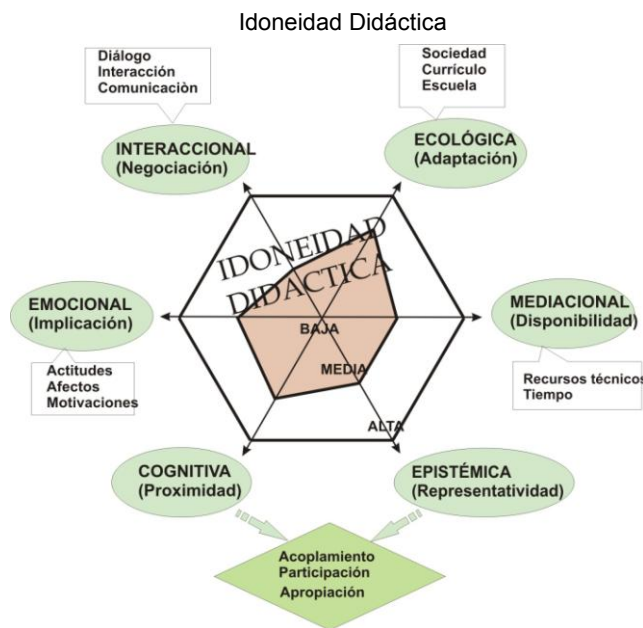 Idoneidad Didáctica
Diálogo
Interacción
Comunicaciòn
Sociedad
Currículo
Escuela
INTERACCIONAL
(Negociación)
ECOLÓGICA
(Adaptación)
IDONEIDAD
DIDACTICA
EMOCIONAL
(Implicación)
MEDIACIONAL
(Disponibilidad)
BAJA
MEDIA
ALTA
Actitudes
Afectos
Motivaciones
Recursos técnicos
Tiempo
COGNITIVA
(Proximidad)
EPISTÉMICA
(Representatividad)
Acoplamiento
Participación
Apropiación